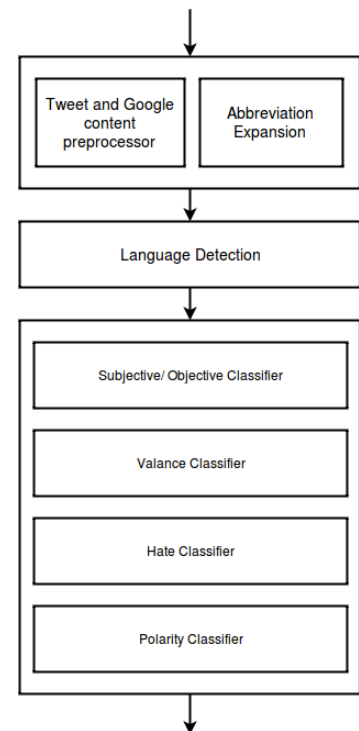 Tweet and Google
content
preprocessor
Abbreviation
Expansion
Language Detection
Subjective/ Objective Classifier
Valance Classifier
Hate Classifier
Polarity Classifier